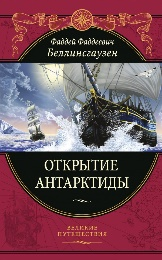 Фаддей Фаддеевич
Беллинсгаузен
ОТКРЫТИЕ
АНТАРКТИДЫ
ВЕЛИКИЕ
ПУТЕШЕСТВИЯ